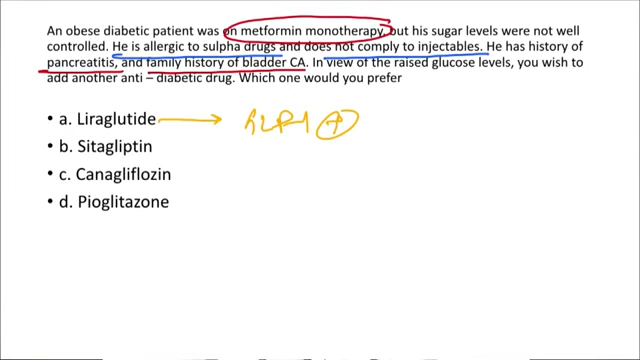 An obese diabetic patient was on metformin monotherapy, but his sugar levels were not well
controlled. He is allergic to sulpha drugs and does not comply to injectables. He has history of
pancreatitis, and family history of bladder CA. In view of the raised glucose levels, you wish to
add another anti – diabetic drug. Which one would you prefer
• a. Liraglutide
• b. Sitagliptin
• c. Canagliflozin
• d. Pioglitazone